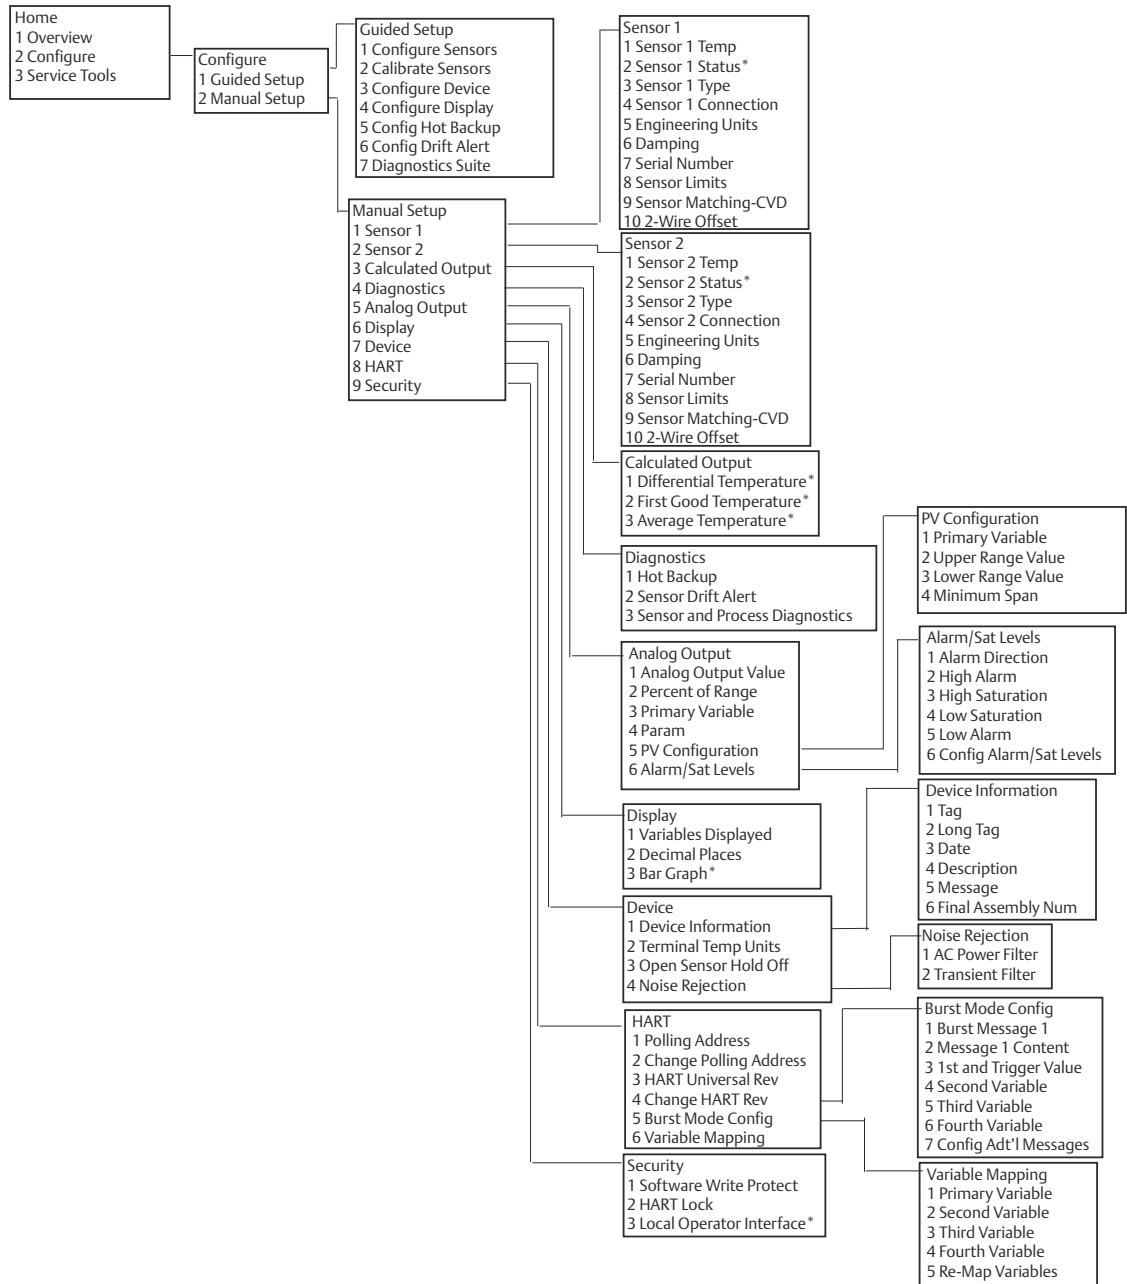 Home
1 Overview
2 Configure
3 Service Tools
Configure
1 Guided Setup
2 Manual Setup
Guided Setup
1 Configure Sensors
2 Calibrate Sensors
3 Configure Device
4 Configure Display
5 Config Hot Backup
6 Config Drift Alert
7 Diagnostics Suite
Manual Setup
1 Sensor 1
2 Sensor 2
3 Calculated Output
4 Diagnostics
5 Analog Output
6 Display
7 Device
8 HART
9 Security
Sensor 1
1 Sensor 1 Temp
2 Sensor 1 Status*
3 Sensor 1 Type
4 Sensor 1 Connection
5 Engineering Units
6 Damping
7 Serial Number
8 Sensor Limits
9 Sensor Matching-CVD
10 2-Wire Offset
Sensor 2
1 Sensor 2 Temp
2 Sensor 2 Status*
3 Sensor 2 Type
4 Sensor 2 Connection
5 Engineering Units
6 Damping
7 Serial Number
8 Sensor Limits
9 Sensor Matching-CVD
10 2-Wire Offset
Calculated Output
1 Differential Temperature*
2 First Good Temperature*
3 Average Temperature*
Diagnostics
1 Hot Backup
2 Sensor Drift Alert
3 Sensor and Process Diagnostics
Analog Output
1 Analog Output Value
2 Percent of Range
3 Primary Variable
4 Param
5 PV Configuration
6 Alarm/Sat Levels
Display
1 Variables Displayed
2 Decimal Places
3 Bar Graph*
Device
1 Device Information
2 Terminal Temp Units
3 Open Sensor Hold Off
4 Noise Rejection
HART
1 Polling Address
2 Change Polling Address
3 HART Universal Rev
4 Change HART Rev
5 Burst Mode Config
6 Variable Mapping
Security
1 Software Write Protect
2 HART Lock
3 Local Operator Interface*
PV Configuration
1 Primary Variable
2 Upper Range Value
3 Lower Range Value
4 Minimum Span
Alarm/Sat Levels
1 Alarm Direction
2 High Alarm
3 High Saturation
4 Low Saturation
5 Low Alarm
6 Config Alarm/Sat Levels
Device Information
1 Tag
2 Long Tag
3 Date
4 Description
5 Message
6 Final Assembly Num
Noise Rejection
1 AC Power Filter
2 Transient Filter
Burst Mode Config
1 Burst Message 1
2 Message 1 Content
3 1st and Trigger Value
4 Second Variable
5 Third Variable
6 Fourth Variable
7 Config Adt'l Messages
Variable Mapping
1 Primary Variable
2 Second Variable
3 Third Variable
4 Fourth Variable
5 Re-Map Variables